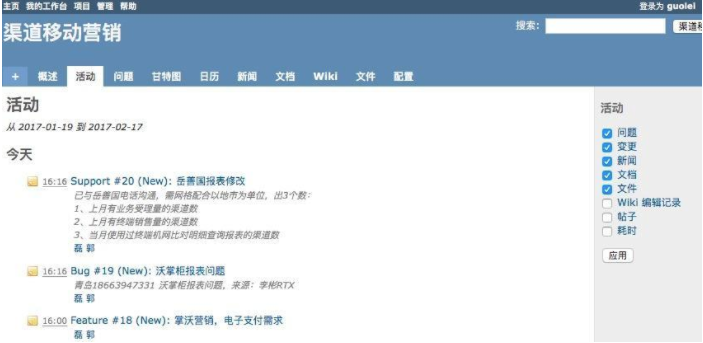 主页 我的工作台 项目 管理 帮助 登录为 guolei
渠道移动营销
搜索:
渠道移
+ 概述 活动 问题 甘特图 日历 新闻 文档 Wiki 文件 配置
活动
从 2017-01-19 到 2017-02-17
今天
16:16 Support #20 (New): 岳善国报表修改
已与岳善国电话沟通，需网格配合以地市为单位，出3个数：
1、上月有业务受理量的渠道数
2、上月有终端销售量的渠道数
3、当月使用过终端机网比对明细查询报表的渠道数
磊 郭
16:16 Bug #19 (New): 沃掌柜报表问题
青岛18663947331 沃掌柜报表问题，来源：李彬RTX
磊 郭
16:00 Feature #18 (New): 掌沃营销，电子支付需求
磊 郭
活动
问题
变更
新闻
文档
文件
Wiki 编辑记录
帖子
耗时
应用